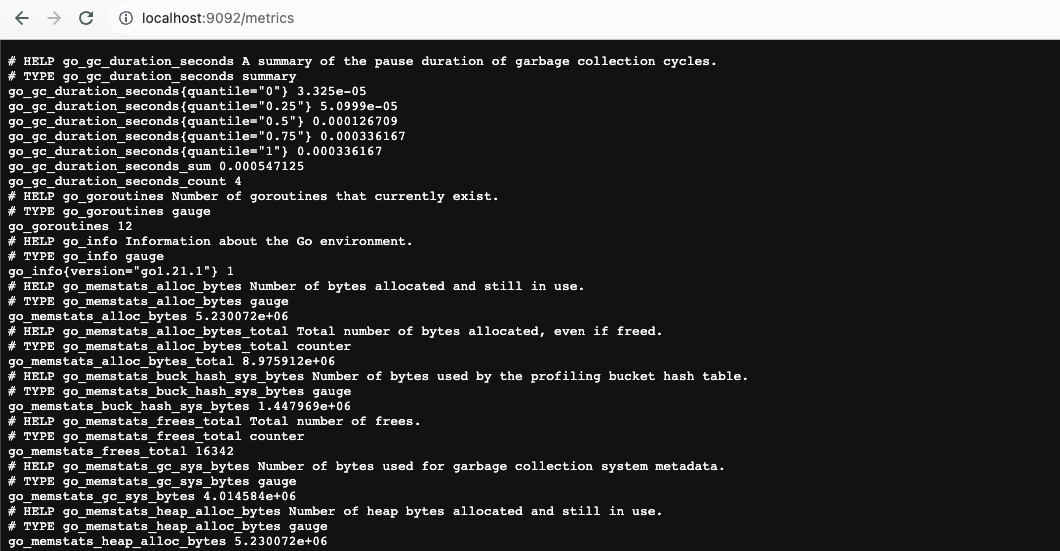 localhost:9092/metrics
# HELP go_gc_duration_seconds A summary of the pause duration of garbage collection cycles.
# TYPE go_gc_duration_seconds summary
go_gc_duration_seconds{quantile="0"} 3.325e-05
go_gc_duration_seconds{quantile="0.25"} 5.0999e-05
go_gc_duration_seconds{quantile="0.5"} 0.000126709
go_gc_duration_seconds{quantile="0.75"} 0.000336167
go_gc_duration_seconds{quantile="1"} 0.000336167
go_gc_duration_seconds_sum 0.000547125
go_gc_duration_seconds_count 4
# HELP go_goroutines Number of goroutines that currently exist.
# TYPE go_goroutines gauge
go_goroutines 12
# HELP go_info Information about the Go environment.
# TYPE go_info gauge
go_info{version="go1.21.1"} 1
# HELP go_memstats_alloc_bytes Number of bytes allocated and still in use.
# TYPE go_memstats_alloc_bytes gauge
go_memstats_alloc_bytes 5.230072e+06
# HELP go_memstats_alloc_bytes_total Total number of bytes allocated, even if freed.
# TYPE go_memstats_alloc_bytes_total counter
go_memstats_alloc_bytes_total 8.975912e+06
# HELP go_memstats_buck_hash_sys_bytes Number of bytes used by the profiling bucket hash table.
# TYPE go_memstats_buck_hash_sys_bytes gauge
go_memstats_buck_hash_sys_bytes 1.447969e+06
# HELP go_memstats_frees_total Total number of frees.
# TYPE go_memstats_frees_total counter
go_memstats_frees_total 16342
# HELP go_memstats_gc_sys_bytes Number of bytes used for garbage collection system metadata.
# TYPE go_memstats_gc_sys_bytes gauge
go_memstats_gc_sys_bytes 4.014584e+06
# HELP go_memstats_heap_alloc_bytes Number of heap bytes allocated and still in use.
# TYPE go_memstats_heap_alloc_bytes gauge
go_memstats_heap_alloc_bytes 5.230072e+06